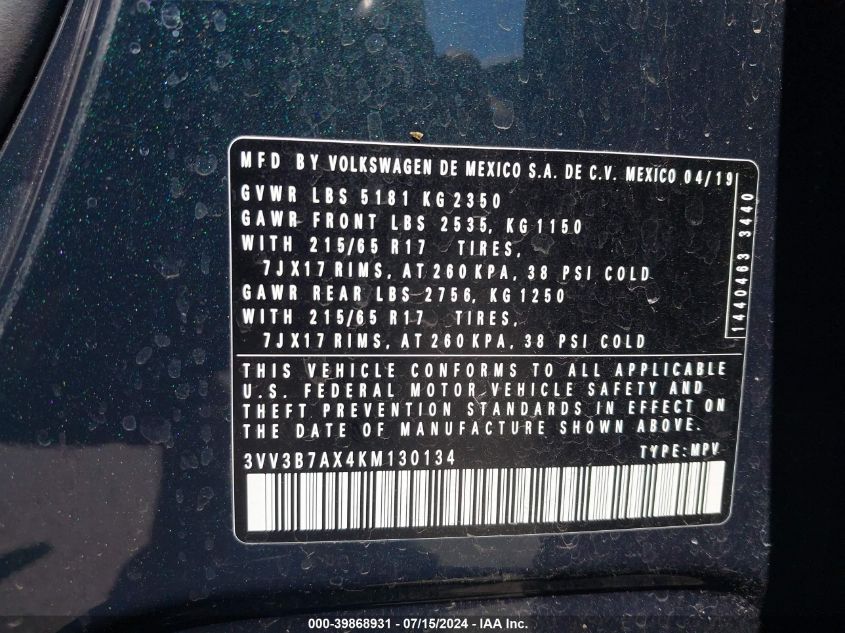 MFD BY VOLKSWAGEN DE MEXICO S.A. DE C.V. MEXICO 04/19
GVWR LBS 5181 KG 2350
GAWR FRONT LBS 2535, KG 1150
WITH 215/65 R17 TIRES,
7JX17 RIMS, AT 260 KPA, 38 PSI COLD
GAWR REAR LBS 2756, KG 1250
WITH 215/65 R17 TIRES,
7JX17 RIMS, AT 260 KPA, 38 PSI COLD
1440463 3440
THIS VEHICLE CONFORMS TO ALL APPLICABLE
U.S. FEDERAL MOTOR VEHICLE SAFETY AND
THEFT PREVENTION STANDARDS IN EFFECT ON
THE DATE OF MANUFACTURE SHOWN ABOVE.
3VV3B7AX4KM130134 TYPE:MPV
000-39868931 / 07/15/2024 - IAA Inc.